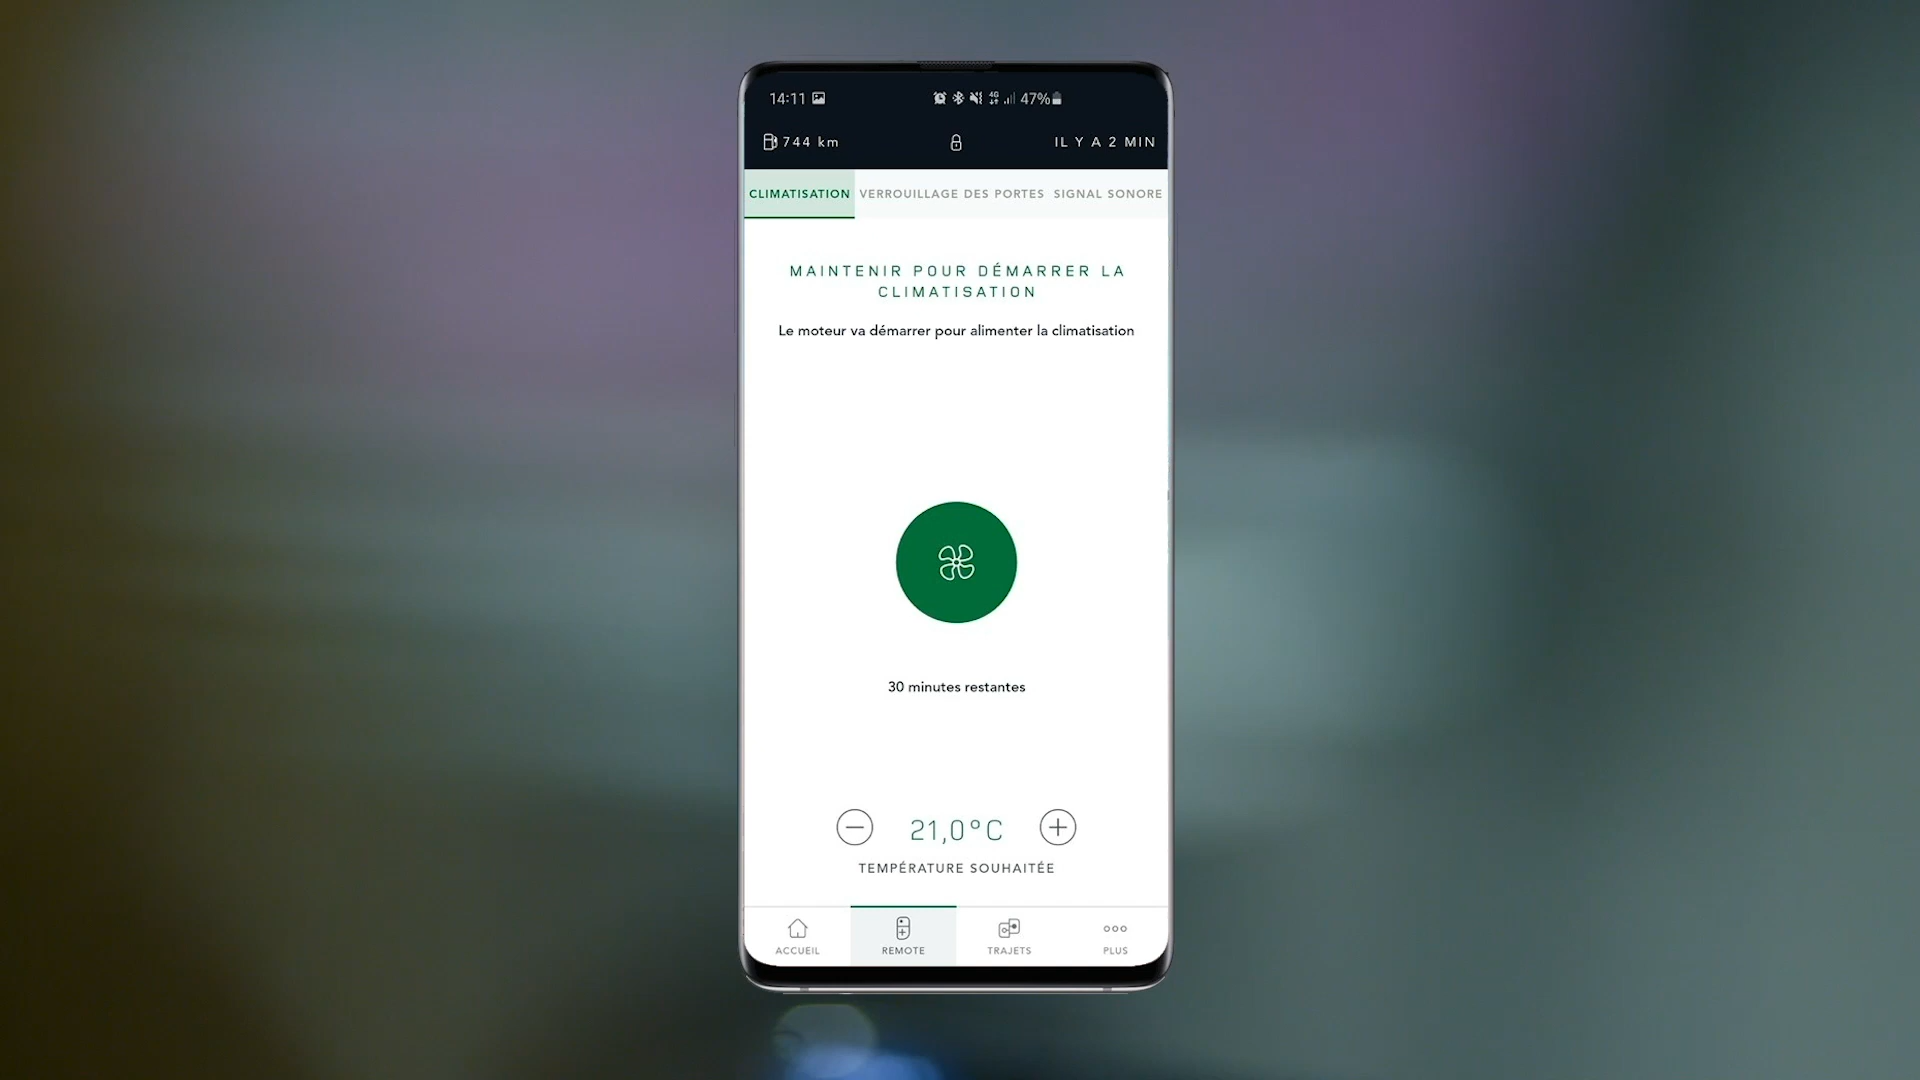 14:11 4G 47%
744 km IL Y A 2 MIN
CLIMATISATION VERROUILLAGE DES PORTES SIGNAL SONORE
MAINTENIR POUR DÉMARRER LA
CLIMATISATION
Le moteur va démarrer pour alimenter la climatisation
30 minutes restantes
21,0°C
TEMPÉRATURE SOUHAITÉE
ACCUEIL REMOTE TRAJETS PLUS